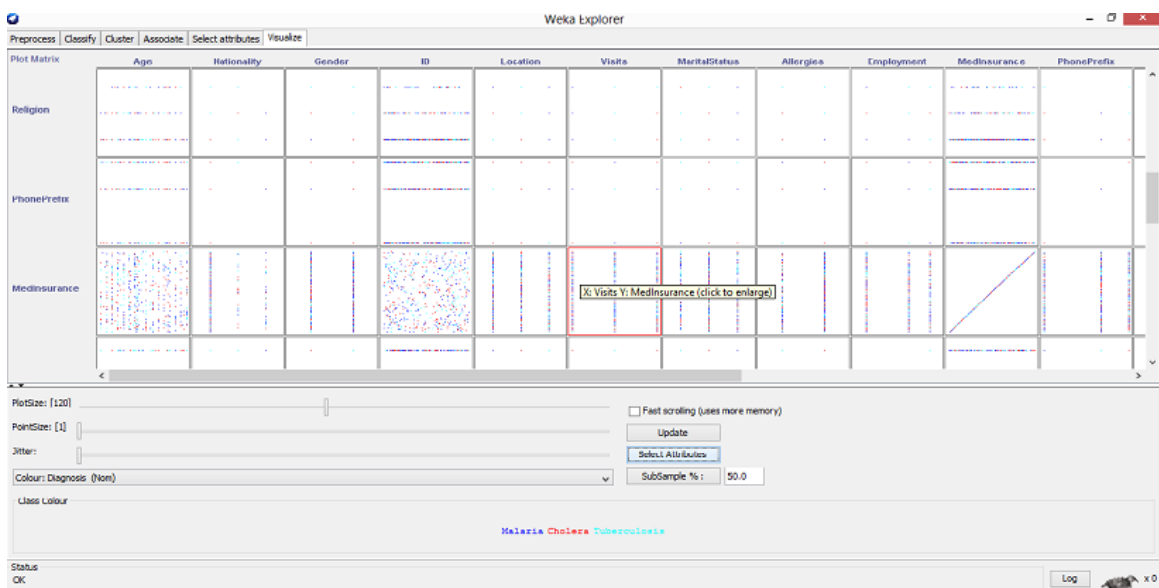 Weka Explorer
Preprocess Classify Cluster Associate Select attributes Visualize
Plot Matrix Age Nationality Gender ID Location Visits MaritalStatus Allergies Employment MedInsurance PhonePrefix
Religion
PhonePrefix
MedInsurance
X: Visits Y: MedInsurance (click to enlarge)
PlotSize: [120]
Fast scrolling (uses more memory)
PointSize: [1]
Update
Jitter:
Select Attributes
Colour: Diagnosis (Nom)
SubSample % : 50.0
Class Colour
Malaria Cholera Tuberculosis
Status
OK
Log
x 0